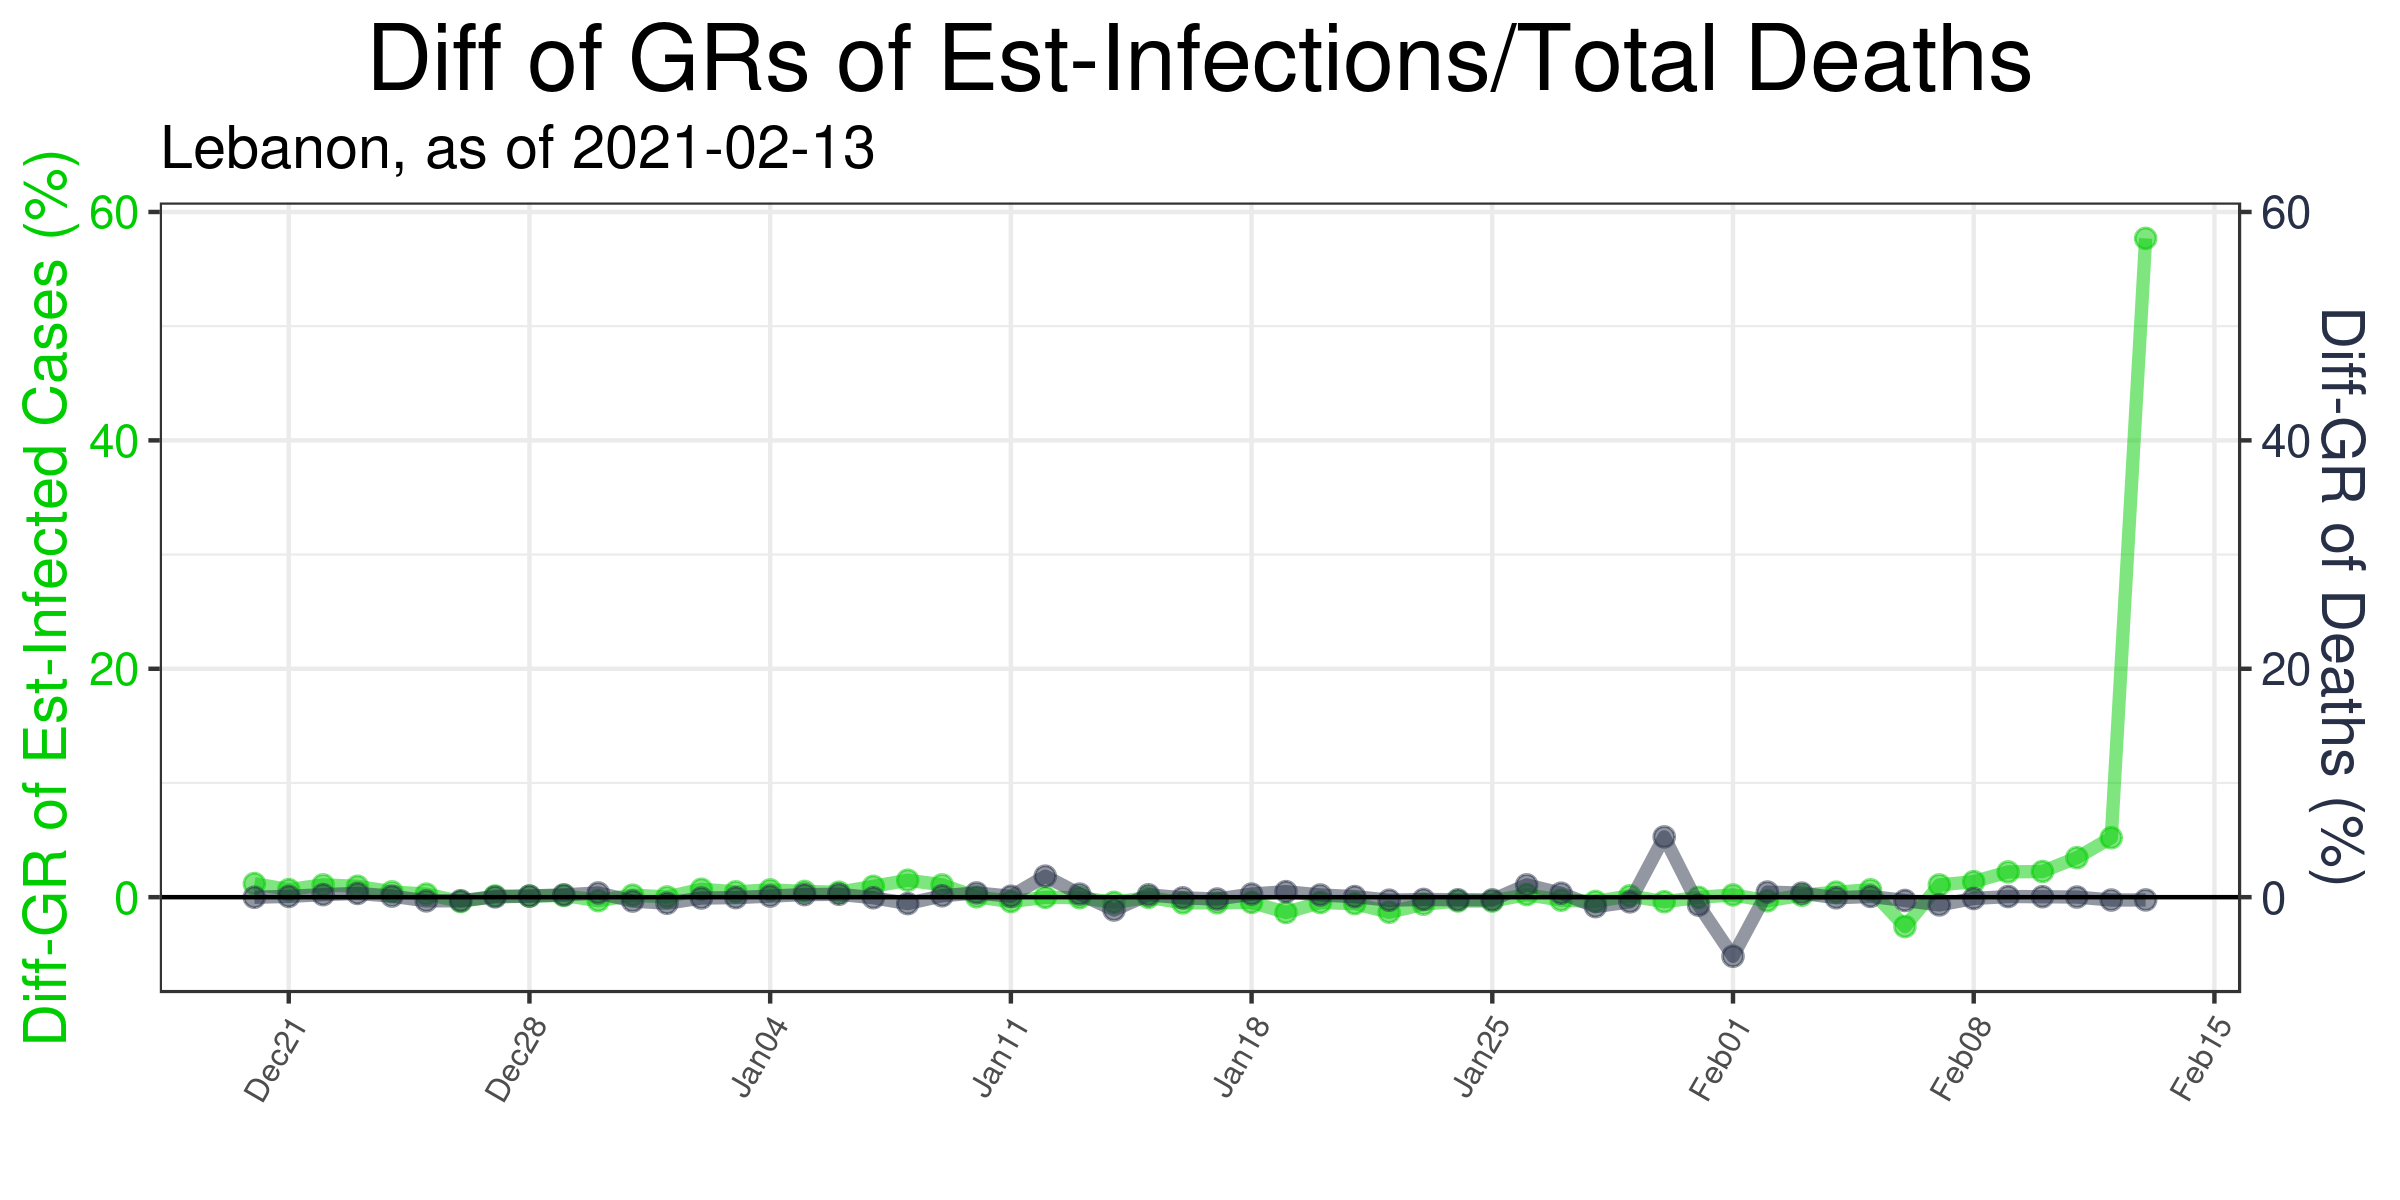 Diff of GRs of Est-Infections/Total Deaths
Lebanon, as of 2021-02-13
Diff-GR of Est-Infected Cases (%)
60
40
20
0
60
40
20
0
Diff-GR of Deaths (%)
Dec21
Dec28
Jan04
Jan11
Jan18
Jan25
Feb01
Feb08
Feb15